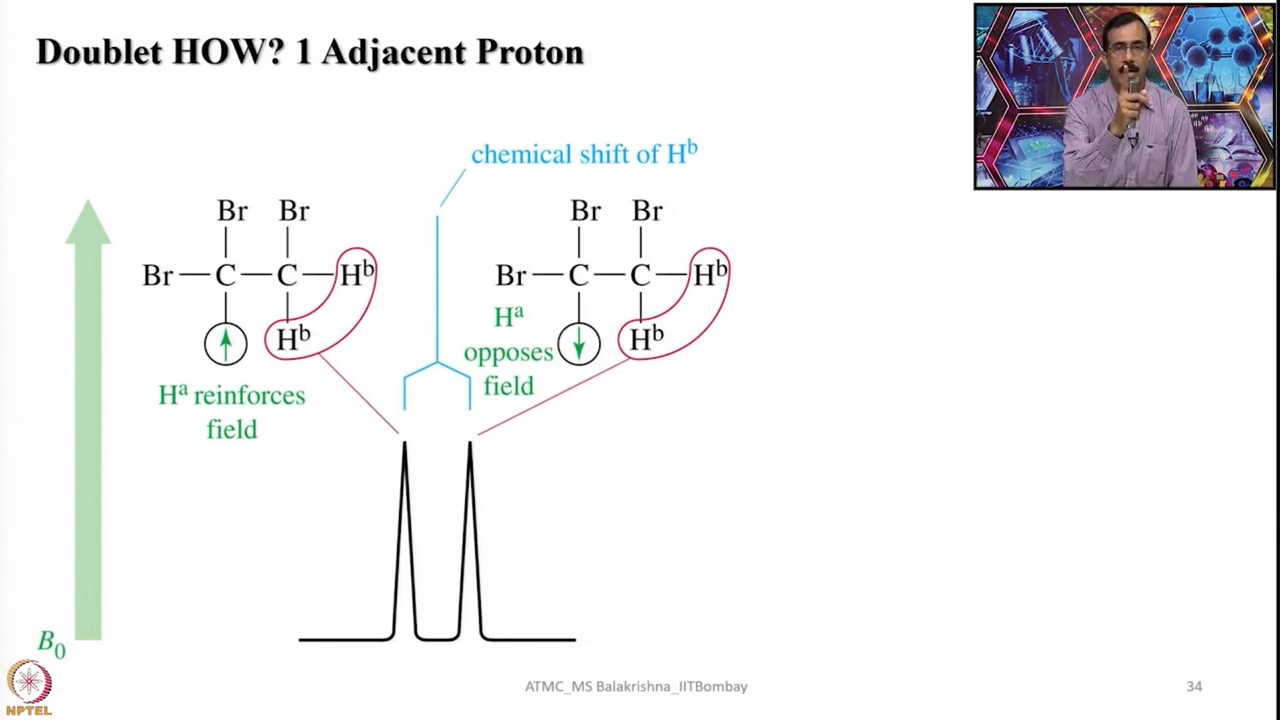 Doublet HOW? 1 Adjacent Proton
chemical shift of Hᵇ
Br Br
Br—C—C—Hᵇ
Hᵇ
Hᵃ reinforces
field
Br Br
Br—C—C—Hᵇ
Hᵃ
opposes
field
Hᵇ
B₀
NPTEL
ATMC_MS Balakrishna_IITBombay
34